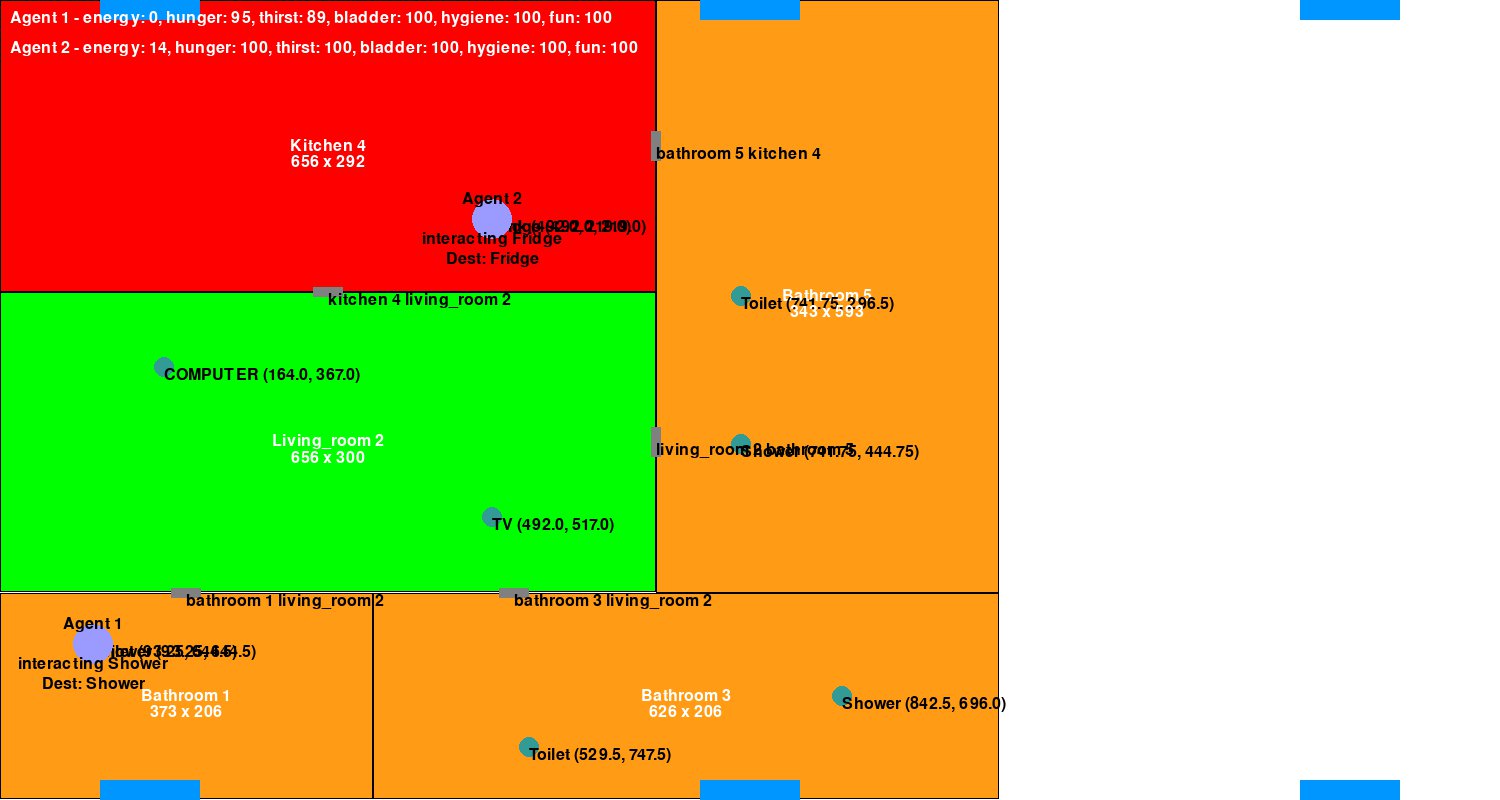 Agent 1 - energy: 0, hunger: 95, thirst: 89, bladder: 100, hygiene: 100, fun: 100
Agent 2 - energy: 14, hunger: 100, thirst: 100, bladder: 100, hygiene: 100, fun: 100
Kitchen 4
656 x 292
bathroom 5 kitchen 4
Agent 2
interacting Fridge
Dest: Fridge
kitchen 4 living_room 2
Bathroom 5
343 x 593
Toilet (741.75, 296.5)
COMPUTER (164.0, 367.0)
Living_room 2
656 x 300
living_room 2 bathroom 5
Shower (741.75, 444.75)
TV (492.0, 517.0)
bathroom 1 living_room 2
bathroom 3 living_room 2
Agent 1
interacting Shower
Dest: Shower
Bathroom 1
373 x 206
Bathroom 3
626 x 206
Shower (842.5, 696.0)
Toilet (529.5, 747.5)